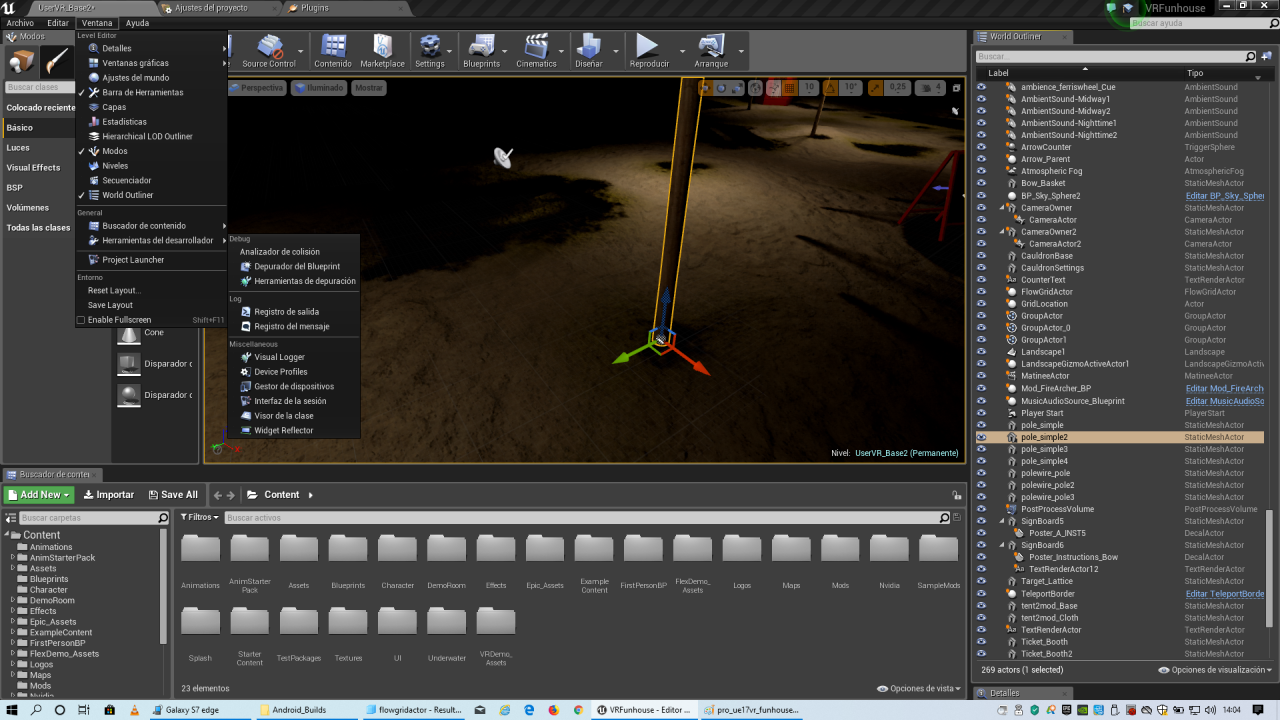 UserVR_Base2*
Ajustes del proyecto
Plugins
VRFunhouse
Archivo Editar Ventana Ayuda
Buscar ayuda
Modos
Buscar clases
Colocado reciente
Básico
Luces
Visual Effects
BSP
Volúmenes
Todas las clases
Cone
Disparador c
Disparador c
Level Editor
Detalles
Ventanas gráficas
Ajustes del mundo
Barra de Herramientas
Capas
Estadísticas
Hierarchical LOD Outliner
Modos
Niveles
Secuenciador
World Outliner
General
Buscador de contenido
Herramientas del desarrollador
Project Launcher
Entorno
Reset Layout...
Save Layout
Enable Fullscreen Shift+F11
Debug
Analizador de colisión
Depurador del Blueprint
Herramientas de depuración
Log
Registro de salida
Registro del mensaje
Miscellaneous
Visual Logger
Device Profiles
Gestor de dispositivos
Interfaz de la sesión
Visor de la clase
Widget Reflector
Source Control Contenido Marketplace Settings Blueprints Cinematics Diseñar Reproducir Arranque
Perspectiva Iluminado Mostrar
10 10° 0,25 4
Nivel: UserVR_Base2 (Permanente)
World Outliner
Buscar...
Label Tipo
ambience_ferriswheel_Cue AmbientSound
AmbientSound-Midway1 AmbientSound
AmbientSound-Midway2 AmbientSound
AmbientSound-Nighttime1 AmbientSound
AmbientSound-Nighttime2 AmbientSound
ArrowCounter TriggerSphere
Arrow_Parent Actor
Atmospheric Fog AtmosphericFog
Bow_Basket StaticMeshActor
BP_Sky_Sphere2 Editar BP_Sky_Spher
CameraOwner StaticMeshActor
CameraActor CameraActor
CameraOwner2 StaticMeshActor
CameraActor2 CameraActor
CauldronBase StaticMeshActor
CauldronSettings StaticMeshActor
CounterText TextRenderActor
FlowGridActor FlowGridActor
GridLocation Actor
GroupActor GroupActor
GroupActor_0 GroupActor
GroupActor1 GroupActor
Landscape1 Landscape
LandscapeGizmoActiveActor1 LandscapeGizmoActiv
MatineeActor MatineeActor
Mod_FireArcher_BP Editar Mod_FireArch
MusicAudioSource_Blueprint Editar MusicAudioSo
Player Start PlayerStart
pole_simple StaticMeshActor
pole_simple2 StaticMeshActor
pole_simple3 StaticMeshActor
pole_simple4 StaticMeshActor
polewire_pole StaticMeshActor
polewire_pole2 StaticMeshActor
polewire_pole3 StaticMeshActor
PostProcessVolume PostProcessVolume
SignBoard5 StaticMeshActor
Poster_A_INST5 DecalActor
SignBoard6 StaticMeshActor
Poster_Instructions_Bow DecalActor
TextRenderActor12 TextRenderActor
Target_Lattice StaticMeshActor
TeleportBorder Editar TeleportBorde
tent2mod_Base StaticMeshActor
tent2mod_Cloth StaticMeshActor
TextRenderActor TextRenderActor
Ticket_Booth StaticMeshActor
Ticket_Booth2 StaticMeshActor
269 actors (1 selected) Opciones de visualización
Detalles
Buscador de conter
Add New Importar Save All Content
Buscar carpetas
Content
Animations
AnimStarterPack
Assets
Blueprints
Character
DemoRoom
Effects
Epic_Assets
ExampleContent
FirstPersonBP
FlexDemo_Assets
Logos
Maps
Mods
Nvidia
Filtros Buscar activos
Animations AnimStarter Pack Assets Blueprints Character DemoRoom Effects Epic_Assets Example Content FirstPersonBP FlexDemo_ Assets Logos Maps Mods Nvidia SampleMods
Splash Starter Content TestPackages Textures UI Underwater VRDemo_ Assets
23 elementos Opciones de vista
Galaxy S7 edge
Android_Builds
flowgridactor - Result...
VRFunhouse - Editor ...
pro_ue17vr_funhouse...
14:04